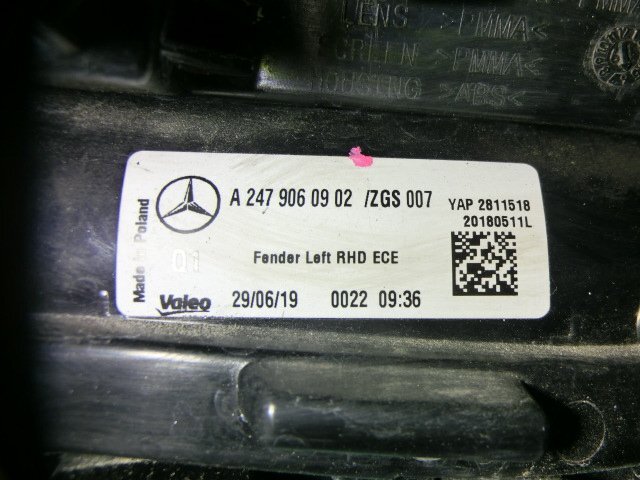 LENS >PMMA<
SCREEN >PMMA<
HOUSING >ABS<
Made in Poland
A 247 906 09 02 /ZGS 007
YAP 2811518
20180511L
01
Fender Left RHD ECE
Valeo
29/06/19 0022 09:36